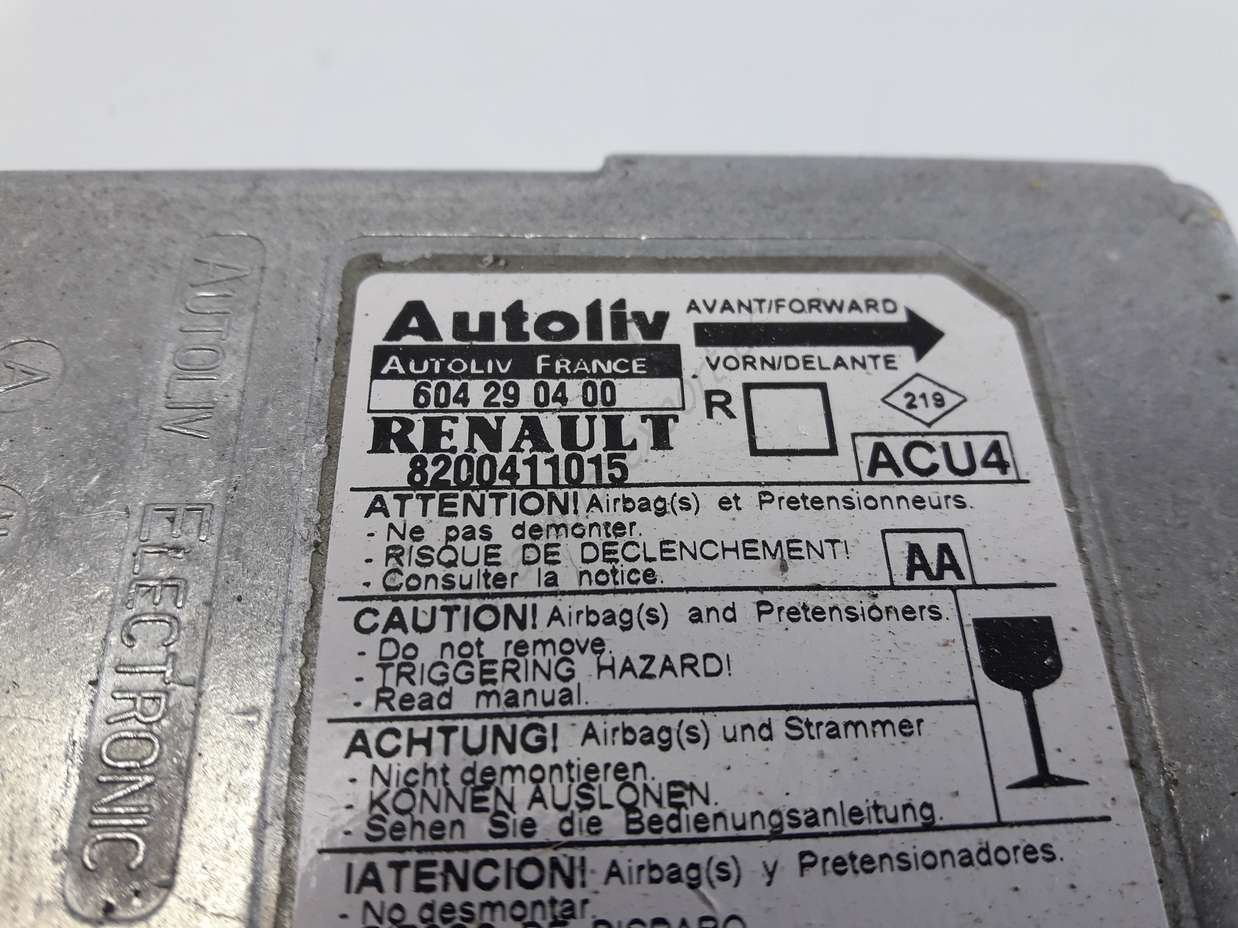 Autoliv
AUTOLIV FRANCE
604 29 04 00
RENAULT
8200411015
AVANT/FORWARD
VORN/DELANTE
R
219
ACU4
ATTENTION! Airbag(s) et Pretensionneurs.
- Ne pas demonter.
- RISQUE DE DECLENCHEMENT!
- Consulter la notice.
AA
CAUTION! Airbag(s) and Pretensioners.
- Do not remove.
- TRIGGERING HAZARD!
- Read manual.
ACHTUNG! Airbag(s) und Strammer
- Nicht demontieren.
- KONNEN AUSLONEN.
- Sehen Sie die Bedienungsanleitung.
IATENCION! Airbag(s) y Pretensionadores.
- No desmontar.
DE DISPARO
AUTOLIV ELECTRONIC
A